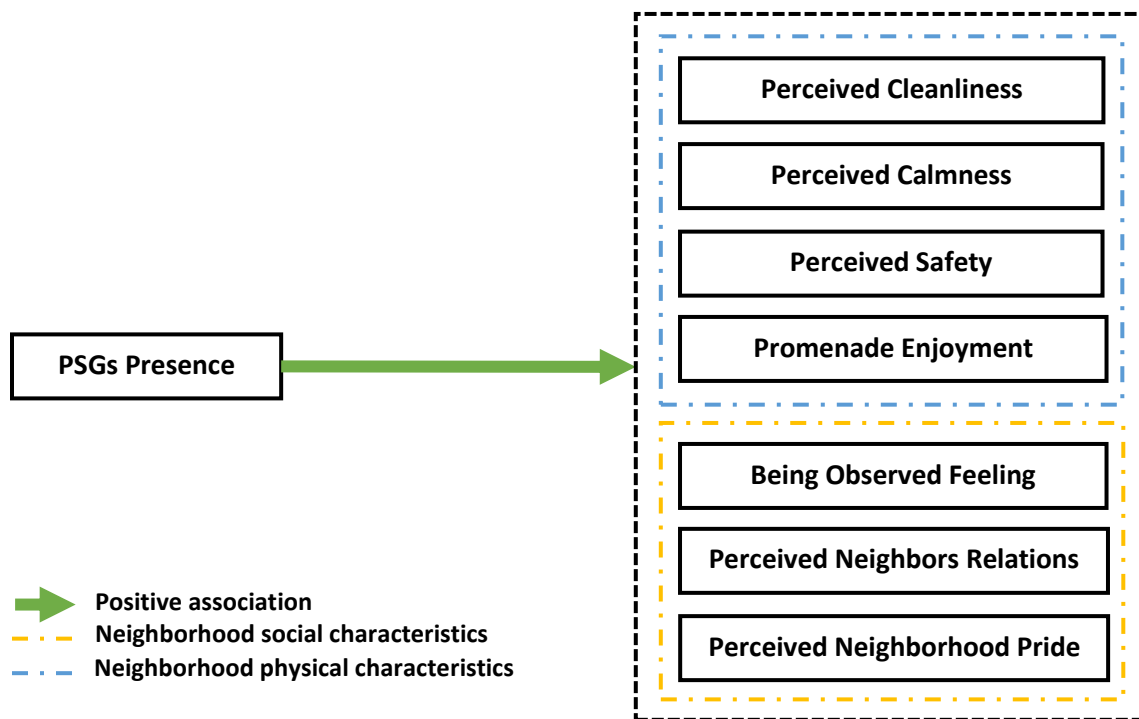 Perceived Cleanliness
Perceived Calmness
Perceived Safety
Promenade Enjoyment
PSGs Presence
Being Observed Feeling
Perceived Neighbors Relations
Perceived Neighborhood Pride
Positive association
Neighborhood social characteristics
Neighborhood physical characteristics